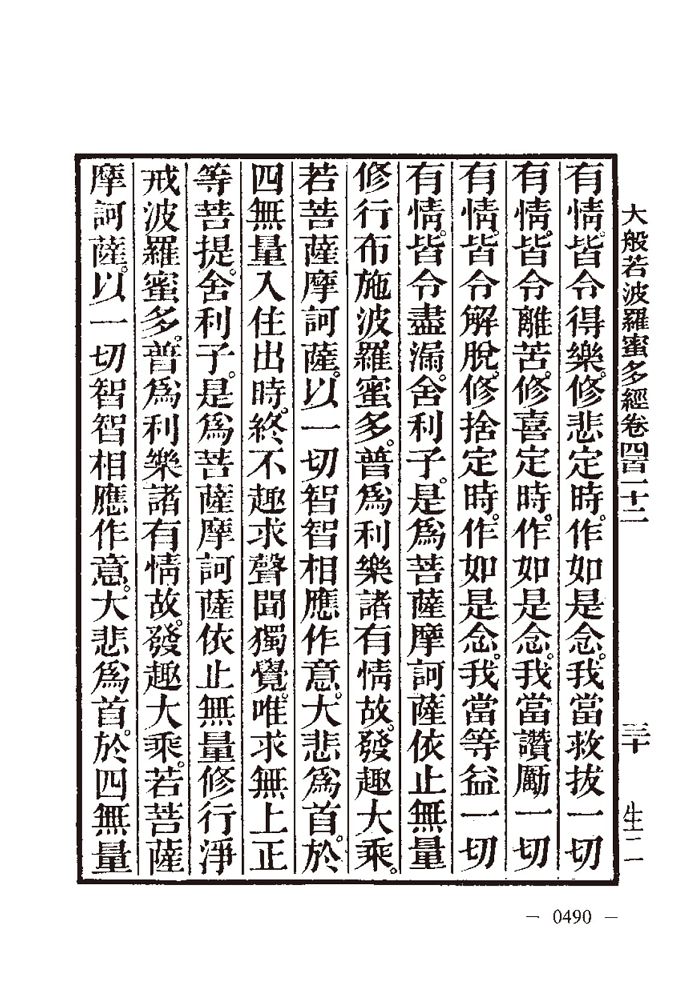 大般若波羅蜜多經卷四百一十二
三十
生二
有情。皆令得樂。修悲定時。作如是念。我當救拔一切
有情。皆令離苦。修喜定時。作如是念。我當讚勵一切
有情。皆令解脫。修捨定時。作如是念。我當等益一切
有情。皆令盡漏。舍利子。是爲菩薩摩訶薩依止無量
修行布施波羅蜜多。普爲利樂諸有情故。發趣大乘。
若菩薩摩訶薩。以一切智智相應作意。大悲爲首。於
四無量入住出時。終不趣求聲聞獨覺。唯求無上正
等菩提。舍利子。是爲菩薩摩訶薩依止無量修行淨
戒波羅蜜多。普爲利樂諸有情故。發趣大乘。若菩薩
摩訶薩。以一切智智相應作意。大悲爲首。於四無量
— 0490 —